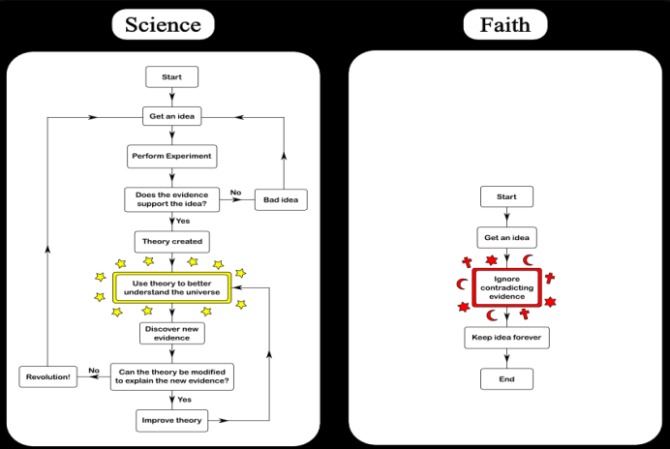 Science
Start
Get an idea
Perform Experiment
Does the evidence
support the idea?
No
Bad idea
Yes
Theory created
Use theory to better
understand the universe
Discover new
evidence
Can the theory be modified
to explain the new evidence?
No
Revolution!
Yes
Improve theory
Faith
Start
Get an idea
Ignore
contradicting
evidence
Keep idea forever
End